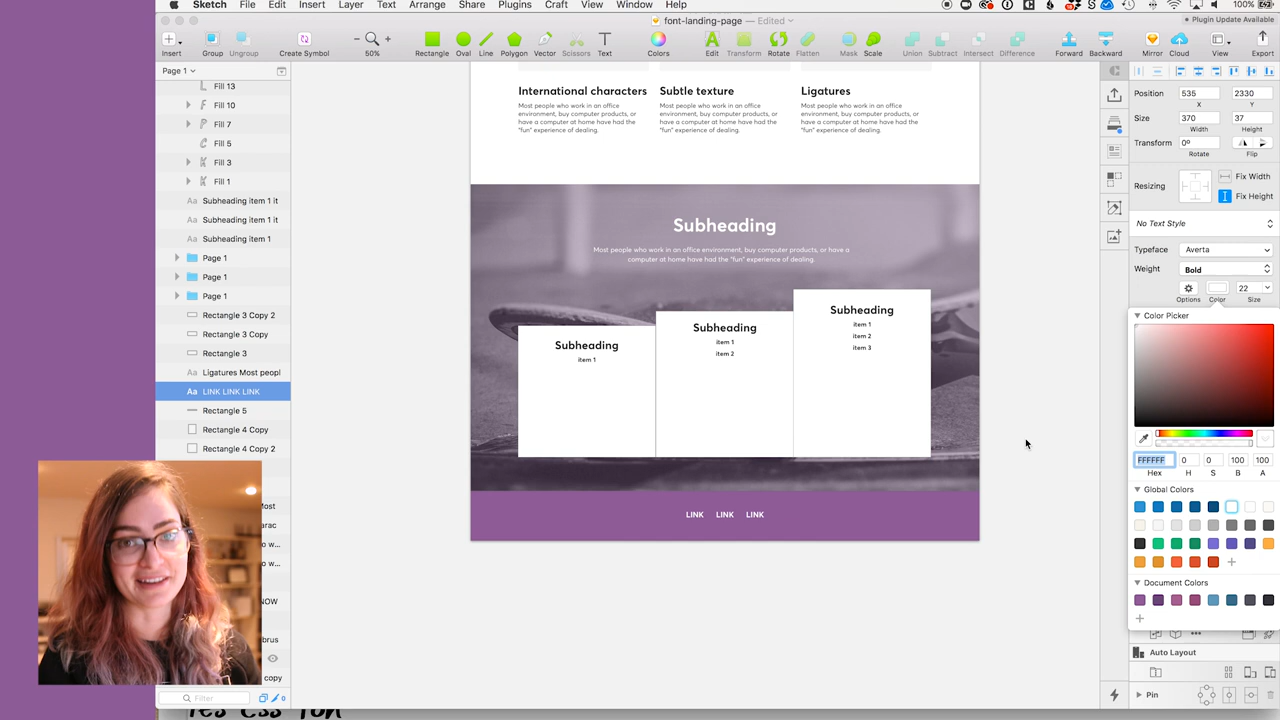 Sketch File Edit Insert Layer Text Arrange Share Plugins Craft View Window Help 100%
font-landing-page — Edited
Plugin Update Available
Insert Group Ungroup Create Symbol 50% Rectangle Oval Line Polygon Vector Scissors Text Colors Edit Transform Rotate Flatten Mask Scale Union Subtract Intersect Difference Forward Backward Mirror Cloud View Export
Page 1
Fill 13
Fill 10
Fill 7
Fill 5
Fill 3
Fill 1
Aa Subheading item 1 it
Aa Subheading item 1 it
Aa Subheading item 1
Page 1
Page 1
Page 1
Rectangle 3 Copy 2
Rectangle 3 Copy
Rectangle 3
Aa Ligatures Most peopl
Aa LINK LINK LINK
Rectangle 5
Rectangle 4 Copy
Rectangle 4 Copy 2
Most
arac
o w...
w...
NOW
brus
copy
Filter
0
International characters
Most people who work in an office
environment, buy computer products, or
have a computer at home have had the
"fun" experience of dealing.
Subtle texture
Most people who work in an office
environment, buy computer products, or
have a computer at home have had the
"fun" experience of dealing.
Ligatures
Most people who work in an office
environment, buy computer products, or
have a computer at home have had the
"fun" experience of dealing.
Subheading
Most people who work in an office environment, buy computer products, or have a
computer at home have had the "fun" experience of dealing.
Subheading
item 1
Subheading
item 1
item 2
Subheading
item 1
item 2
item 3
LINK LINK LINK
Position 535 2330
X Y
Size 370 37
Width Height
Transform 0º
Rotate Flip
Resizing
Fix Width
Fix Height
No Text Style
Typeface Averta
Weight Bold
22
Options Color Size
Color Picker
FFFFFF 0 0 100 100
Hex H S B A
Global Colors
Document Colors
Auto Layout
Pin